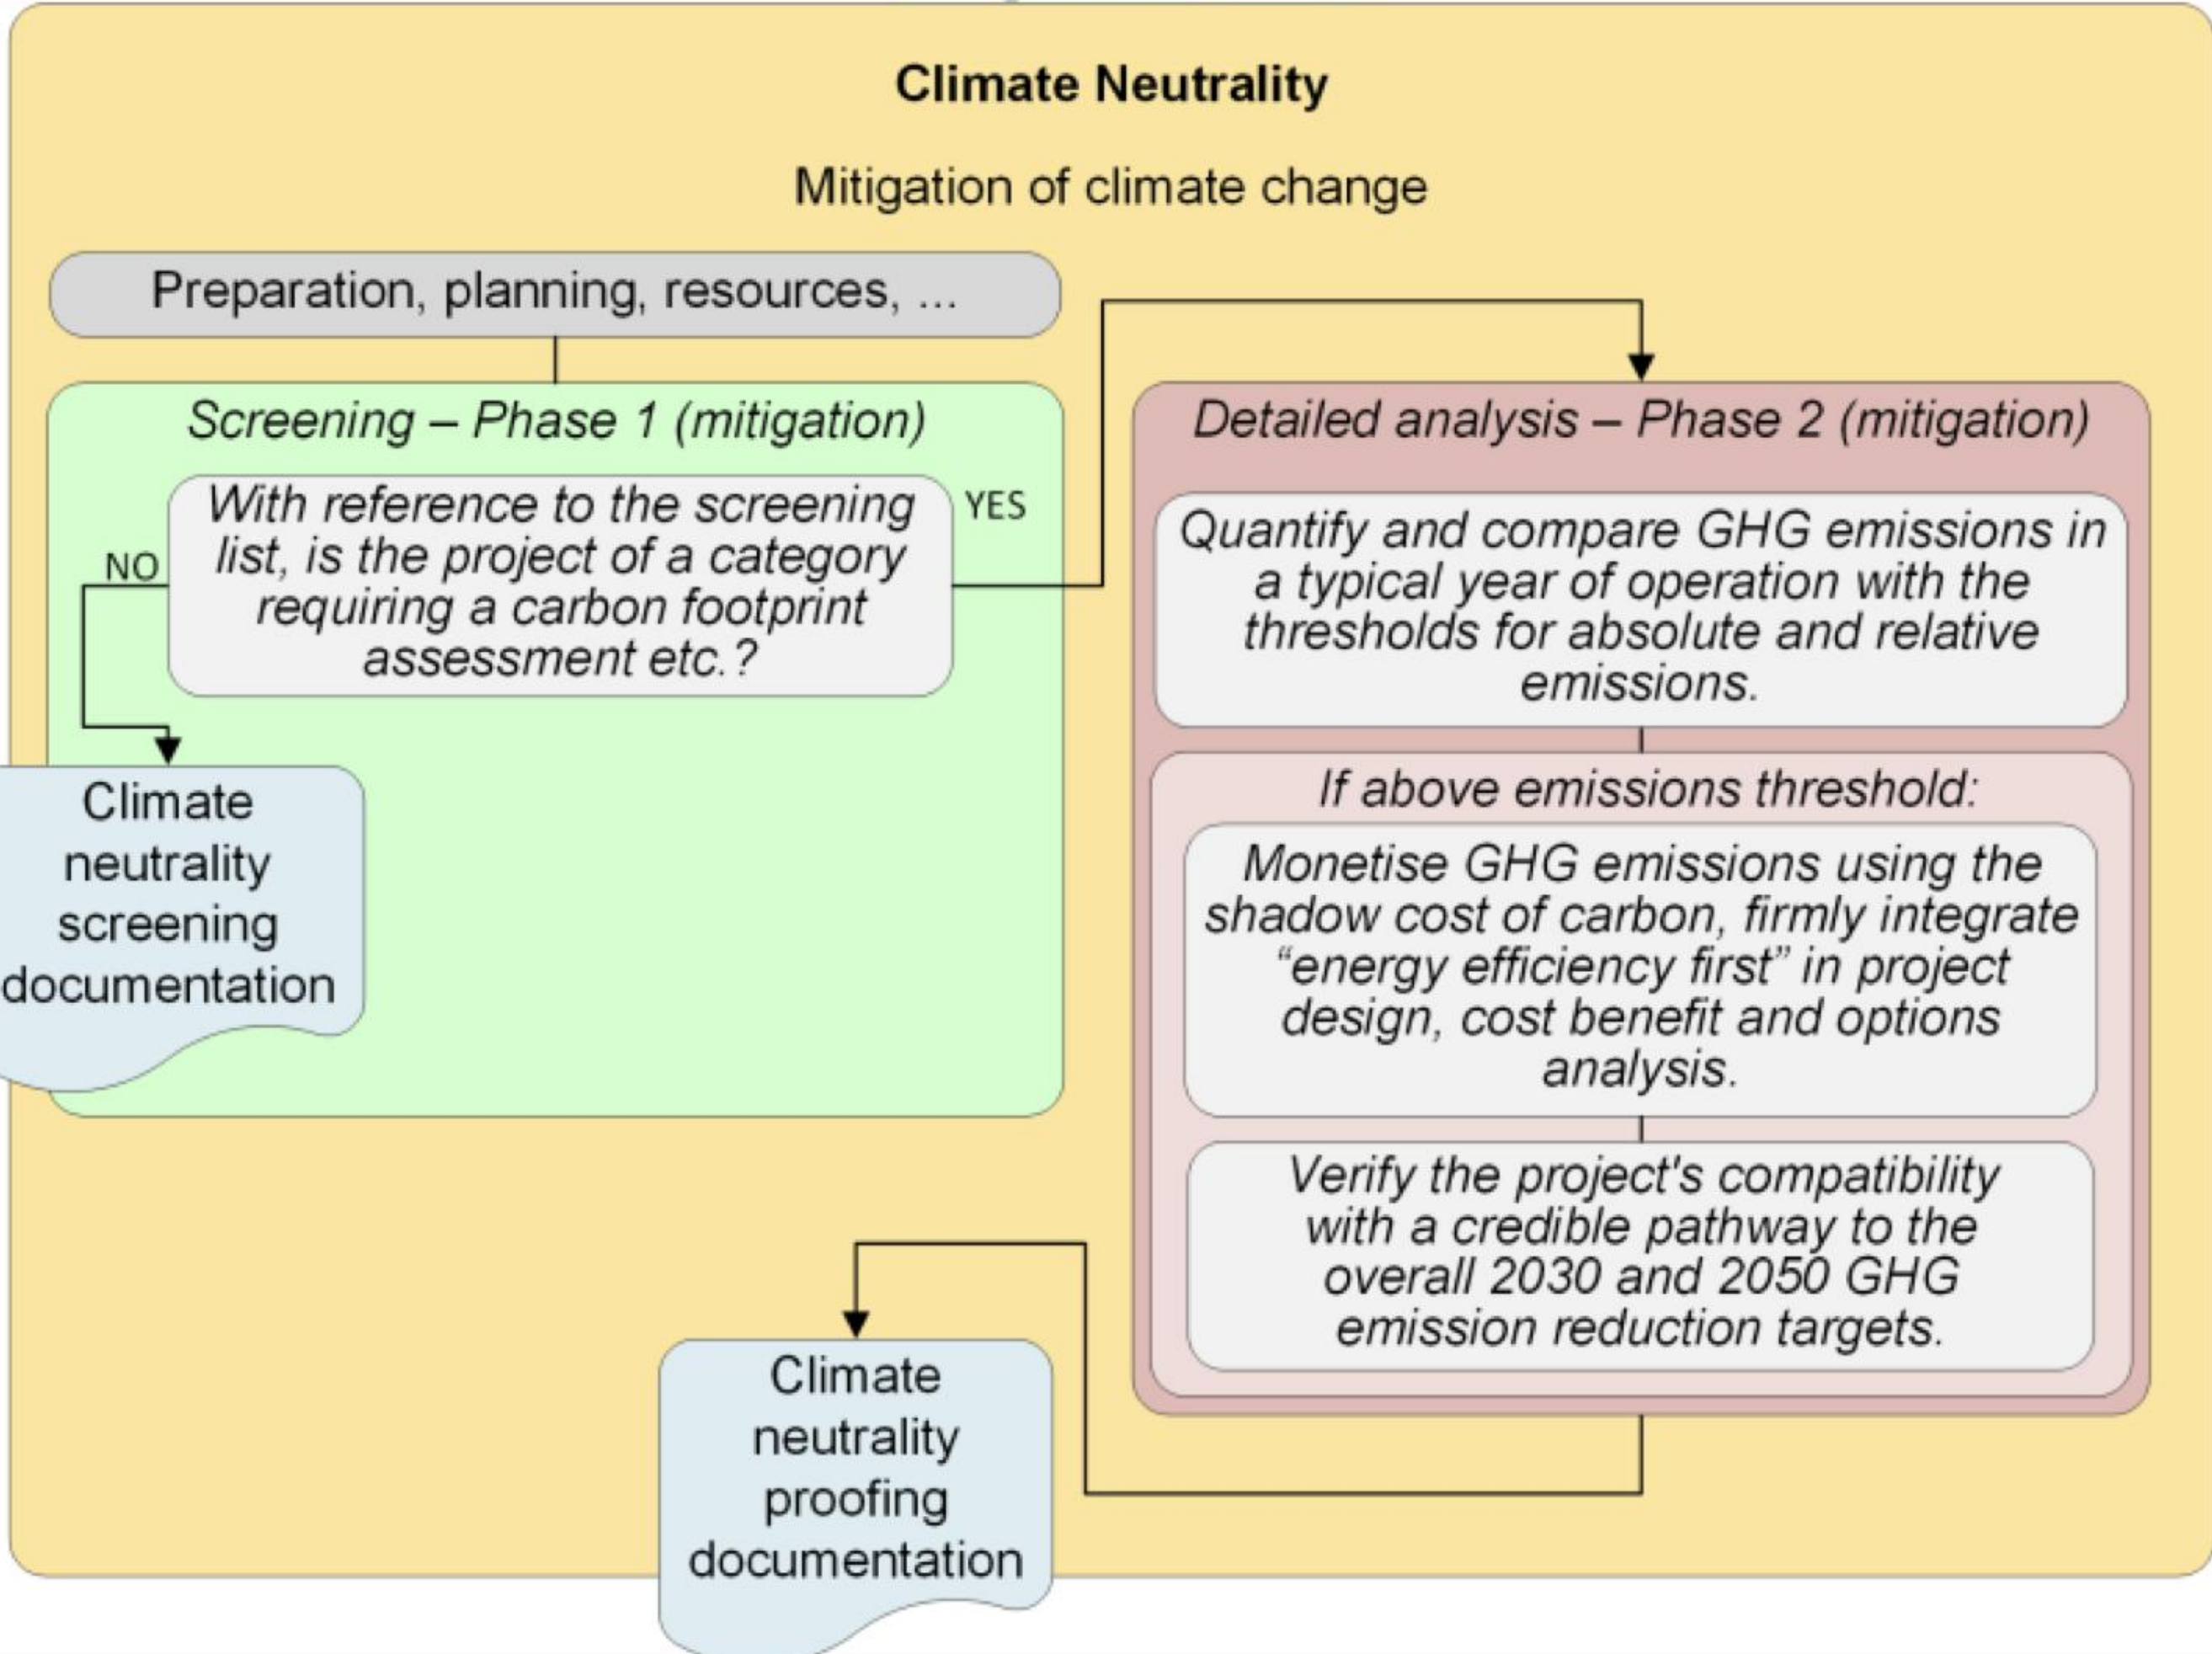 Climate Neutrality
Mitigation of climate change
Preparation, planning, resources, ...
Screening – Phase 1 (mitigation)
With reference to the screening
list, is the project of a category
requiring a carbon footprint
assessment etc.?
YES
NO
Climate
neutrality
screening
documentation
Detailed analysis – Phase 2 (mitigation)
Quantify and compare GHG emissions in
a typical year of operation with the
thresholds for absolute and relative
emissions.
If above emissions threshold:
Monetise GHG emissions using the
shadow cost of carbon, firmly integrate
“energy efficiency first” in project
design, cost benefit and options
analysis.
Verify the project's compatibility
with a credible pathway to the
overall 2030 and 2050 GHG
emission reduction targets.
Climate
neutrality
proofing
documentation